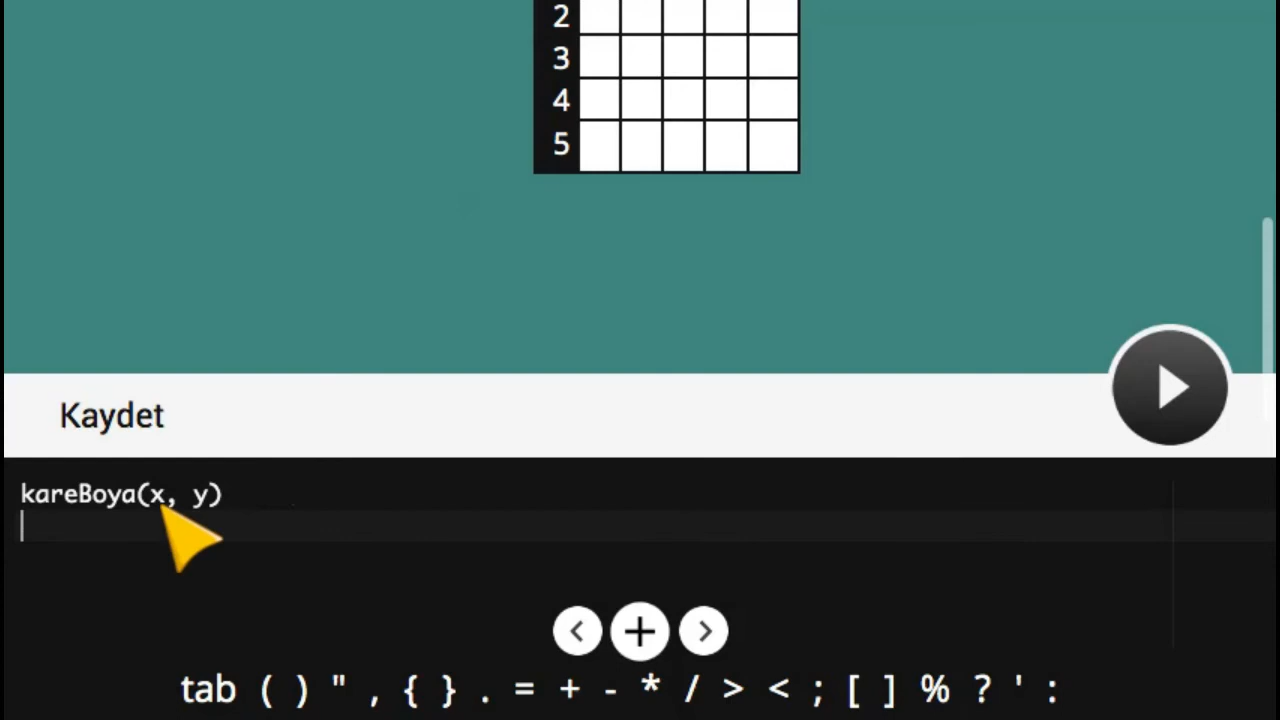 2
3
4
5
Kaydet
kareBoya(x, y)
tab ( ) " , { } . = + - * / > < ; [ ] % ? ' :